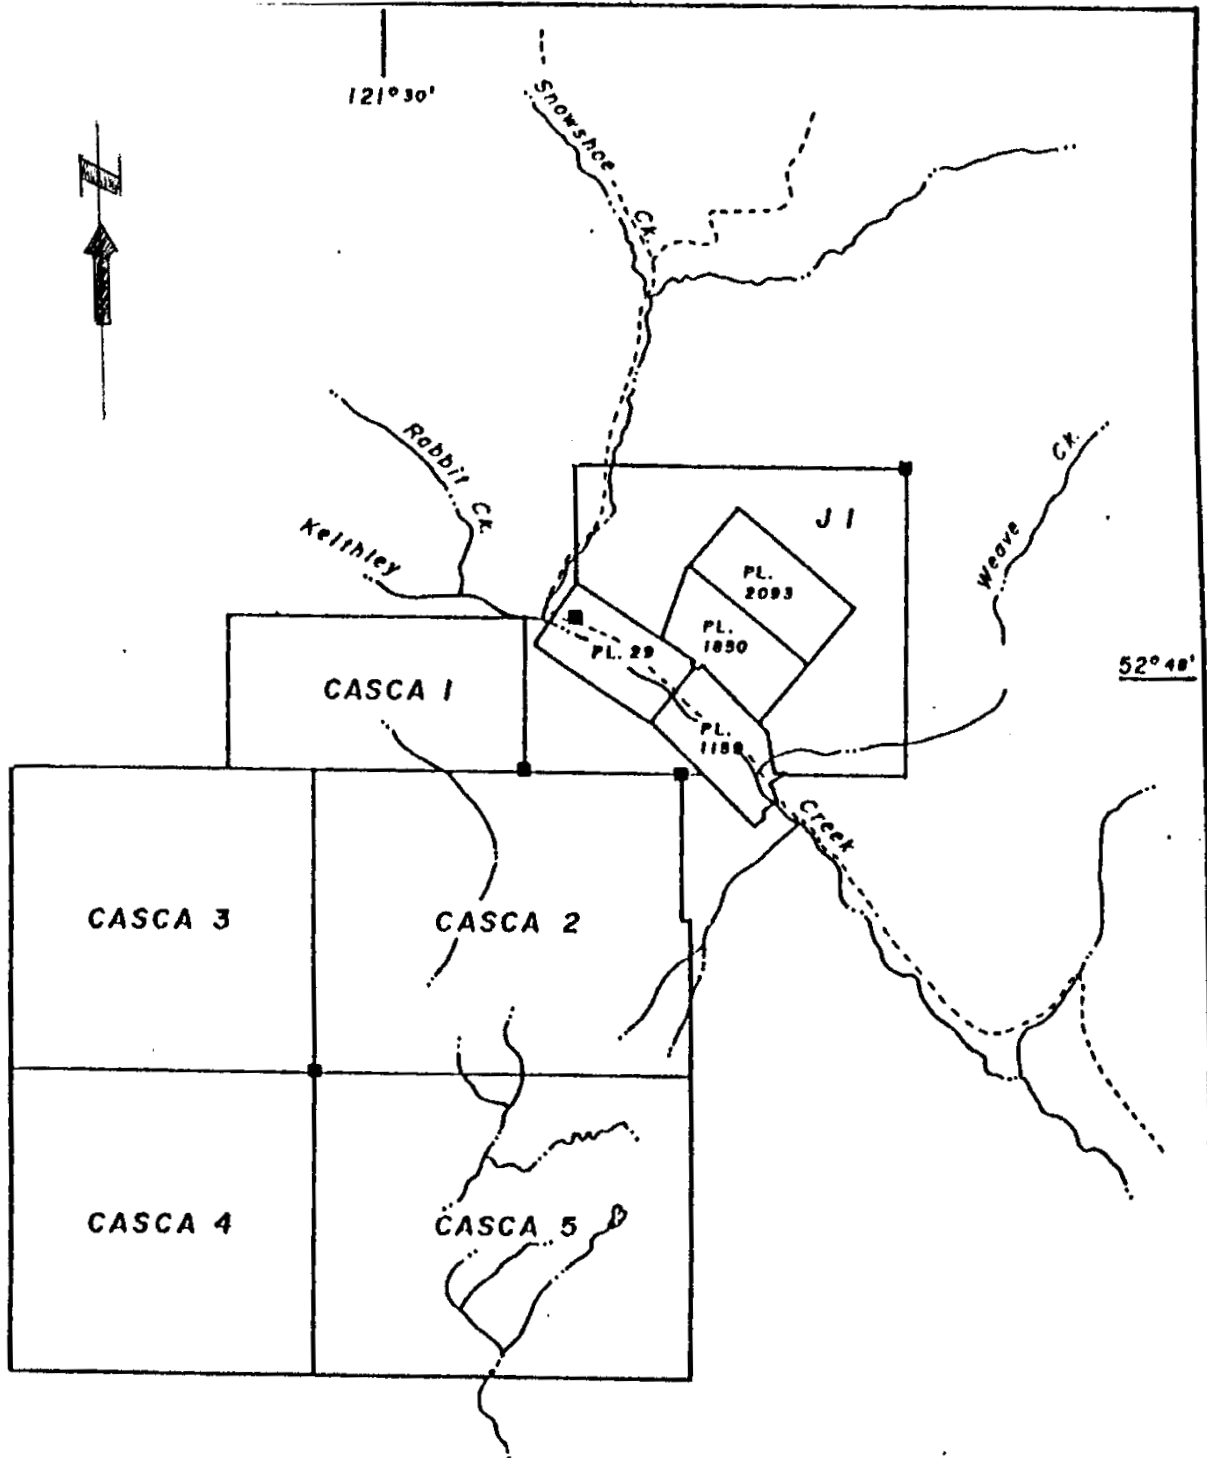 121° 30'
N
Snowshoe Ck.
Rabbit Ck.
Keithley
Weave Ck.
J 1
PL.
2093
PL.
1850
PL. 29
52° 48'
CASCA 1
PL.
1159
Creek
CASCA 3
CASCA 2
CASCA 4
CASCA 5